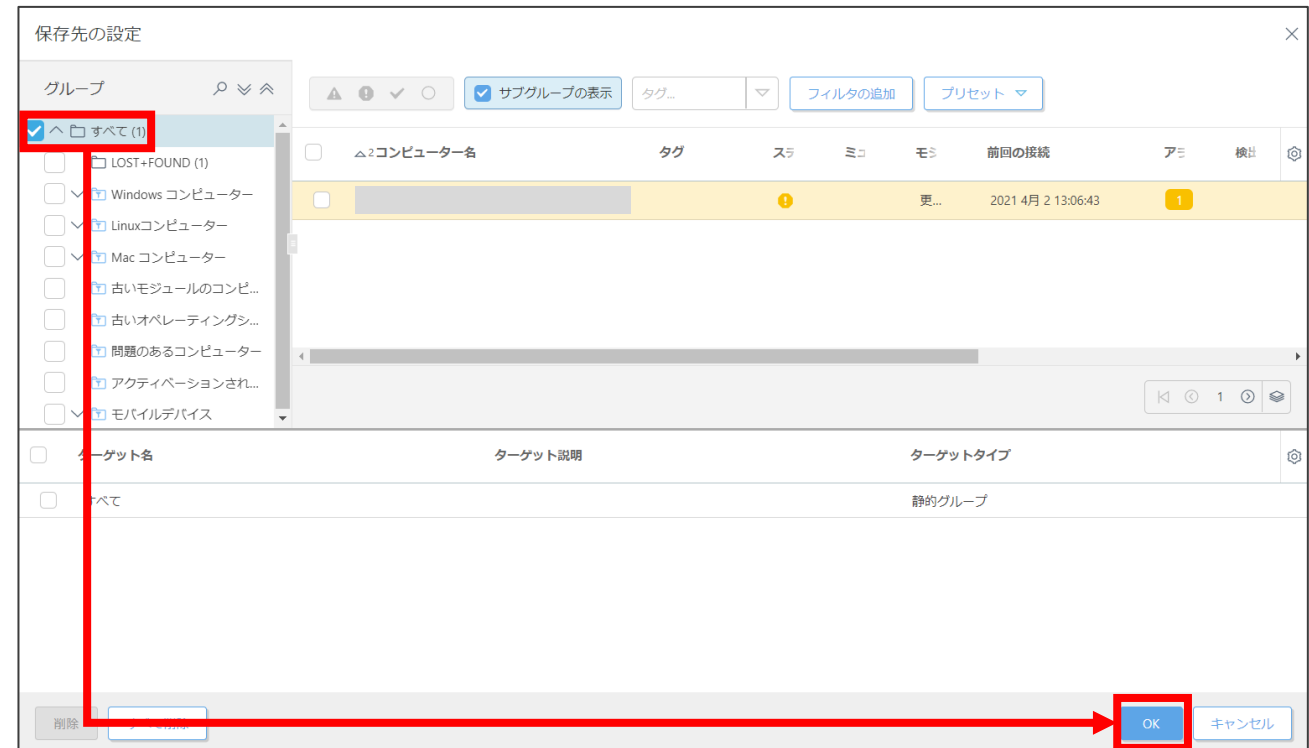 保存先の設定
グループ
サブグループの表示
タグ...
フィルタの追加
プリセット
すべて (1)
LOST+FOUND (1)
Windows コンピューター
Linuxコンピューター
Mac コンピューター
古いモジュールのコンピ...
古いオペレーティングシ...
問題のあるコンピューター
アクティベーションされ...
モバイルデバイス
2 コンピューター名 タグ ス ミ モ 前回の接続 ア 検
更... 2021 4月 2 13:06:43 1
1
ターゲット名 ターゲット説明 ターゲットタイプ
すべて 静的グループ
削除
OK
キャンセル